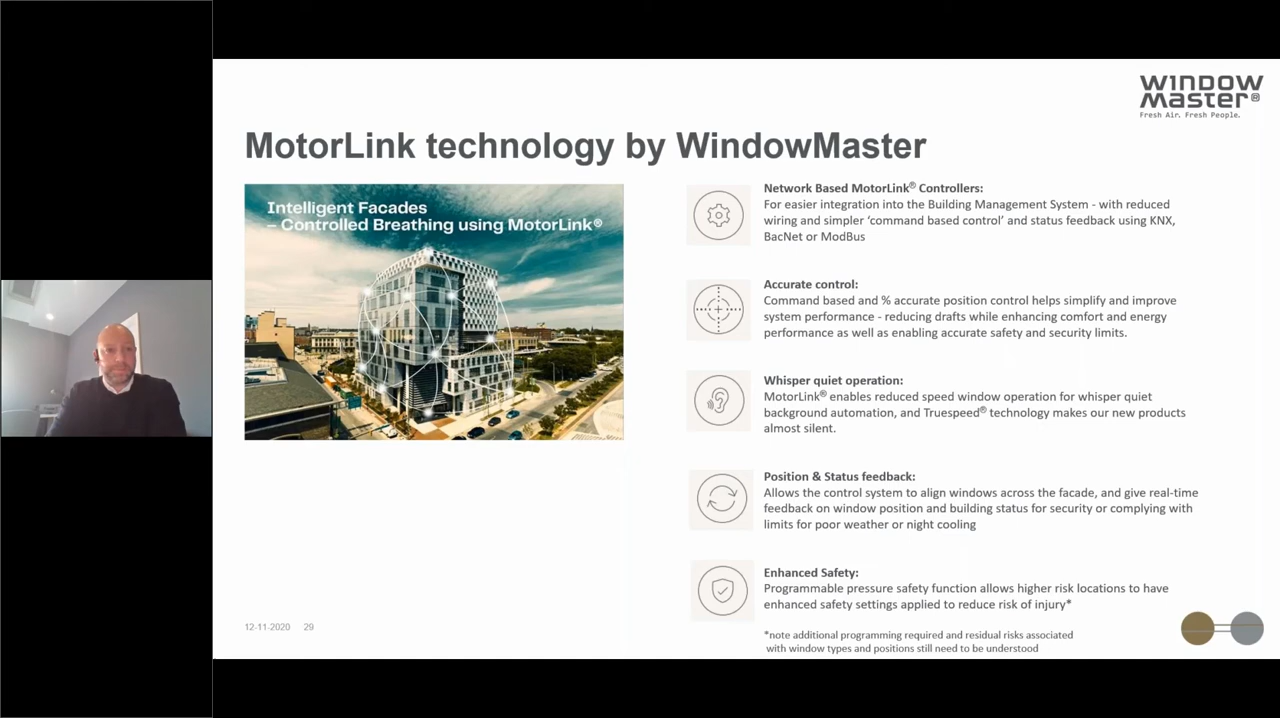 WINDOW
MASTER®
Fresh Air. Fresh People.
MotorLink technology by WindowMaster
Intelligent Facades
– Controlled Breathing using MotorLink®
Network Based MotorLink® Controllers:
For easier integration into the Building Management System - with reduced
wiring and simpler ‘command based control’ and status feedback using KNX,
BacNet or ModBus
Accurate control:
Command based and % accurate position control helps simplify and improve
system performance - reducing drafts while enhancing comfort and energy
performance as well as enabling accurate safety and security limits.
Whisper quiet operation:
MotorLink® enables reduced speed window operation for whisper quiet
background automation, and Truespeed® technology makes our new products
almost silent.
Position & Status feedback:
Allows the control system to align windows across the facade, and give real-time
feedback on window position and building status for security or complying with
limits for poor weather or night cooling
Enhanced Safety:
Programmable pressure safety function allows higher risk locations to have
enhanced safety settings applied to reduce risk of injury*
*note additional programming required and residual risks associated
with window types and positions still need to be understood
12-11-2020 29